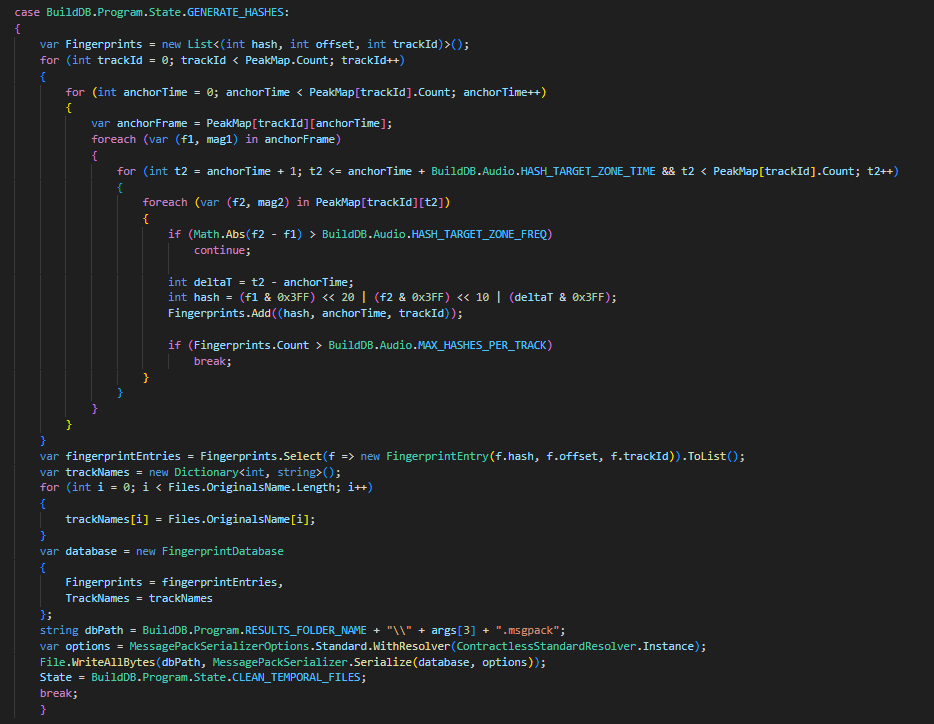 case BuildDB.Program.State.GENERATE_HASHES:
{
    var Fingerprints = new List<(int hash, int offset, int trackId)>();
    for (int trackId = 0; trackId < PeakMap.Count; trackId++)
    {
        for (int anchorTime = 0; anchorTime < PeakMap[trackId].Count; anchorTime++)
        {
            var anchorFrame = PeakMap[trackId][anchorTime];
            foreach (var (f1, mag1) in anchorFrame)
            {
                for (int t2 = anchorTime + 1; t2 <= anchorTime + BuildDB.Audio.HASH_TARGET_ZONE_TIME && t2 < PeakMap[trackId].Count; t2++)
                {
                    foreach (var (f2, mag2) in PeakMap[trackId][t2])
                    {
                        if (Math.Abs(f2 - f1) > BuildDB.Audio.HASH_TARGET_ZONE_FREQ)
                            continue;

                        int deltaT = t2 - anchorTime;
                        int hash = (f1 & 0x3FF) << 20 | (f2 & 0x3FF) << 10 | (deltaT & 0x3FF);
                        Fingerprints.Add((hash, anchorTime, trackId));

                        if (Fingerprints.Count > BuildDB.Audio.MAX_HASHES_PER_TRACK)
                            break;
                    }
                }
            }
        }
    }
    var fingerprintEntries = Fingerprints.Select(f => new FingerprintEntry(f.hash, f.offset, f.trackId)).ToList();
    var trackNames = new Dictionary<int, string>();
    for (int i = 0; i < Files.OriginalsName.Length; i++)
    {
        trackNames[i] = Files.OriginalsName[i];
    }
    var database = new FingerprintDatabase
    {
        Fingerprints = fingerprintEntries,
        TrackNames = trackNames
    };
    string dbPath = BuildDB.Program.RESULTS_FOLDER_NAME + "\\" + args[3] + ".msgpack";
    var options = MessagePackSerializerOptions.Standard.WithResolver(ContractlessStandardResolver.Instance);
    File.WriteAllBytes(dbPath, MessagePackSerializer.Serialize(database, options));
    State = BuildDB.Program.State.CLEAN_TEMPORAL_FILES;
    break;
    }